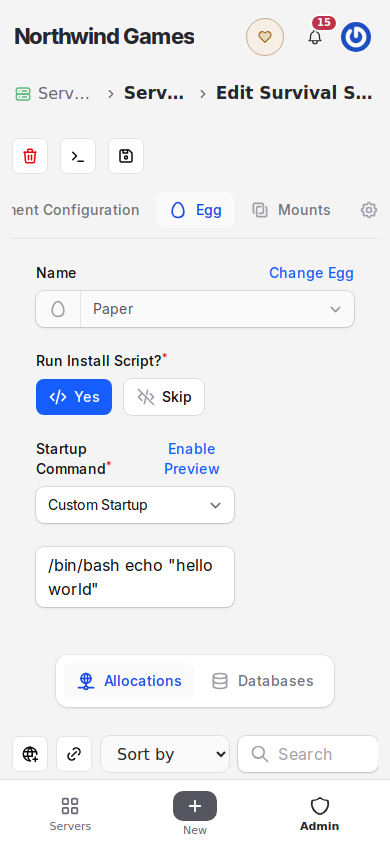 Northwind Games
15
Serv... > Serv... > Edit Survival S...
nent Configuration
Egg
Mounts
Name
Change Egg
Paper
Run Install Script?*
Yes
Skip
Startup Command*
Enable Preview
Custom Startup
/bin/bash echo "hello
world"
Allocations
Databases
Sort by
Search
Servers
New
Admin